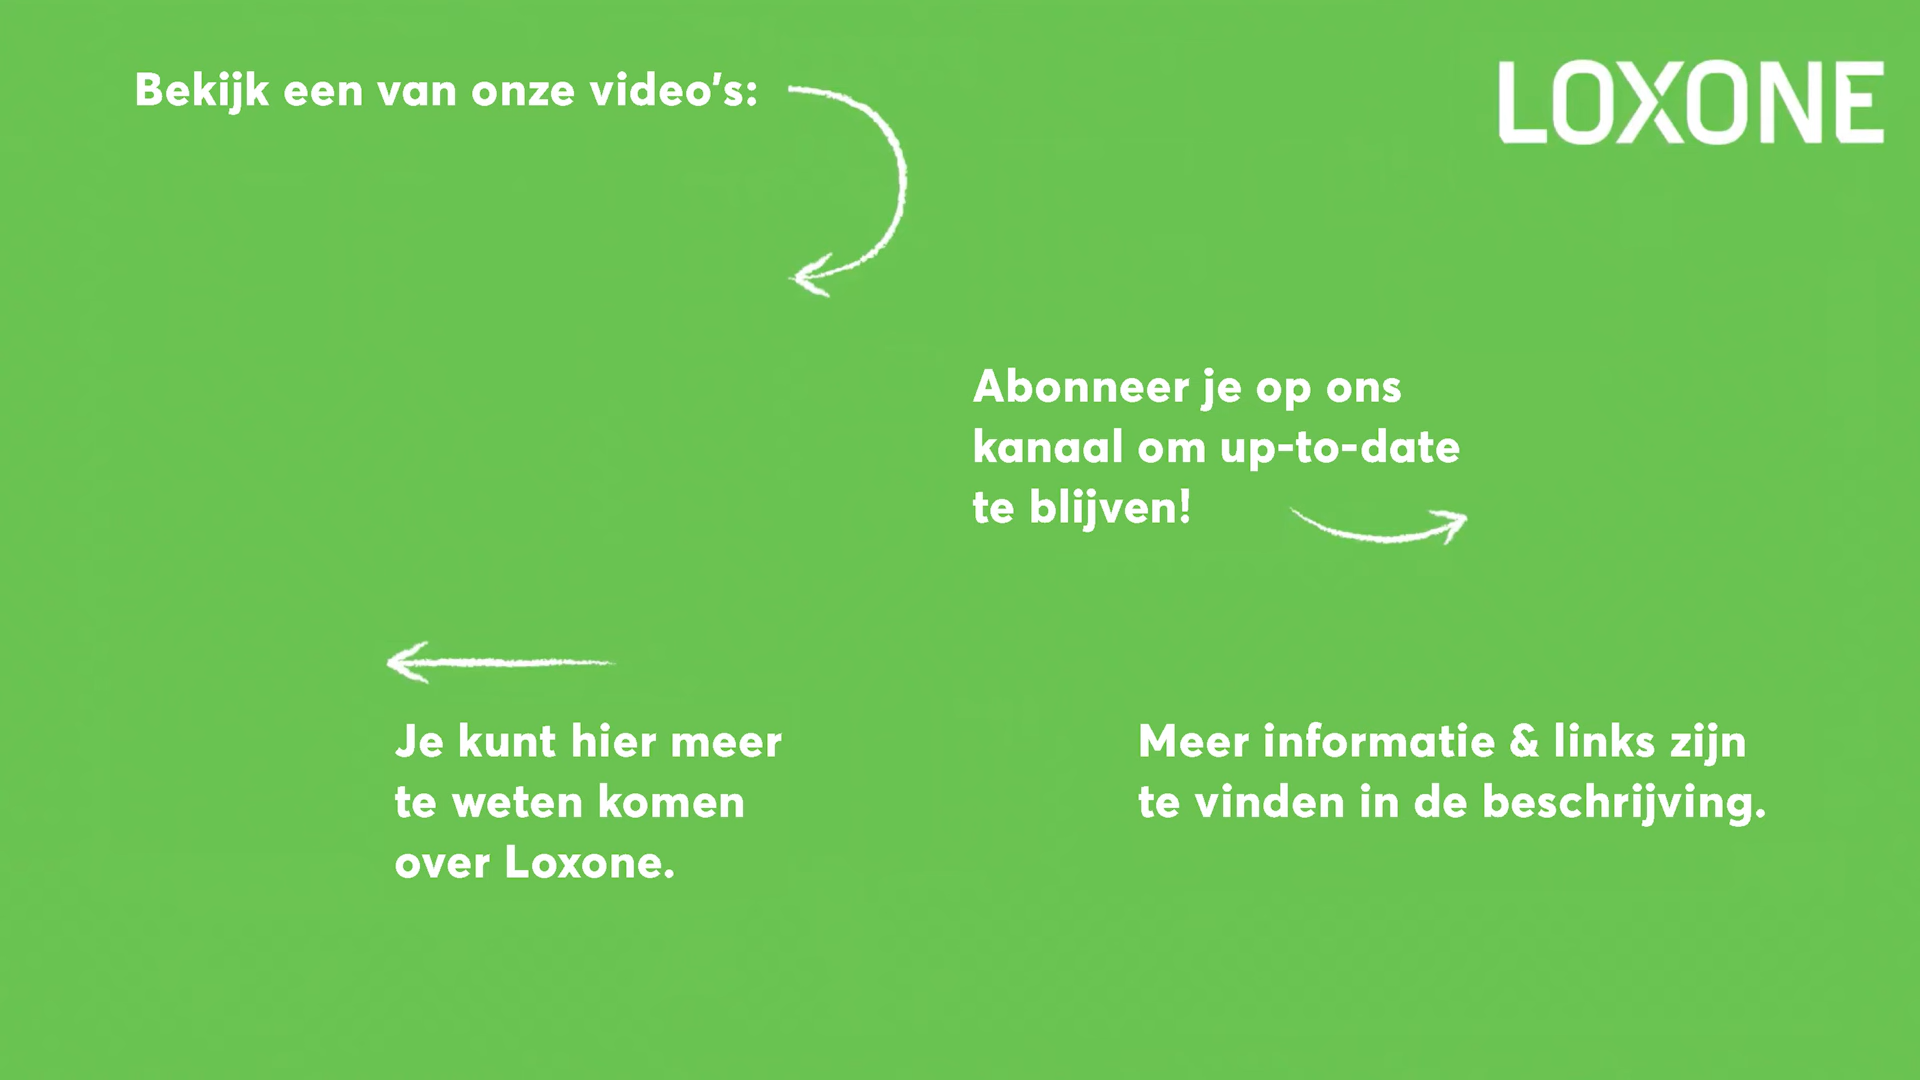 Bekijk een van onze video's:
LOXONE
Abonneer je op ons
kanaal om up-to-date
te blijven!
Je kunt hier meer
te weten komen
over Loxone.
Meer informatie & links zijn
te vinden in de beschrijving.